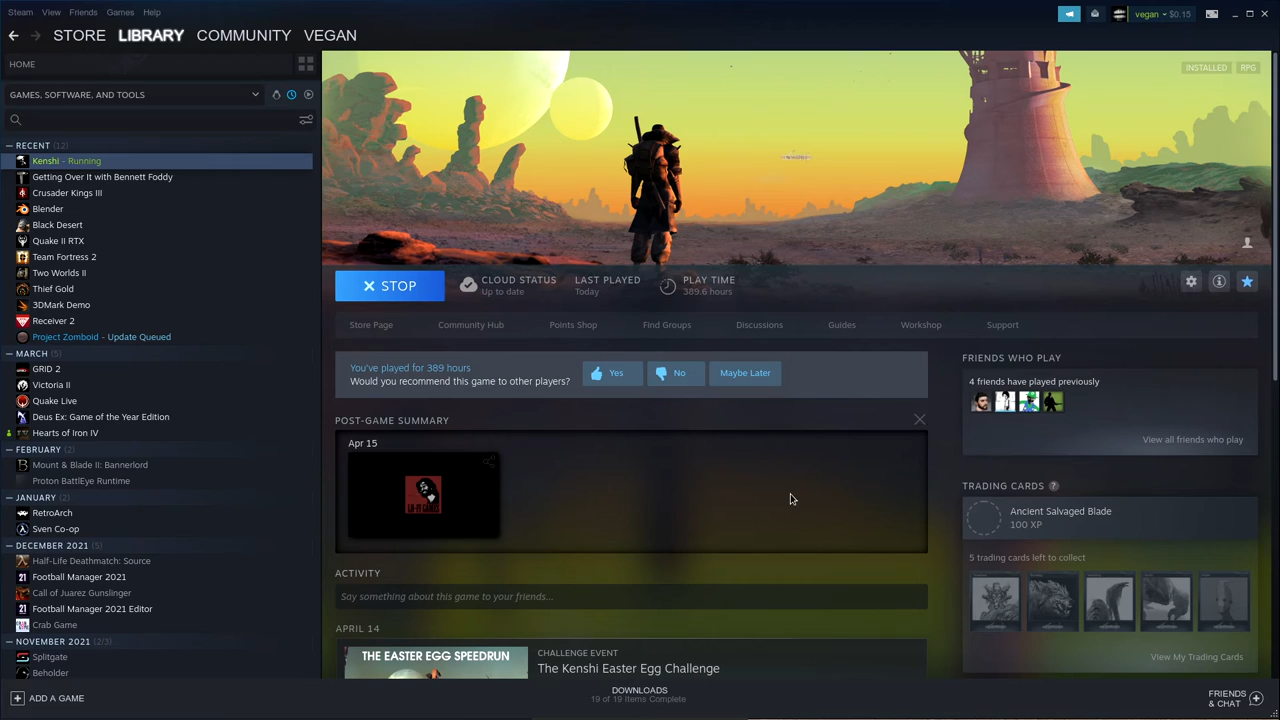 Steam View Friends Games Help
vegan $0.15
STORE LIBRARY COMMUNITY VEGAN
HOME
GAMES, SOFTWARE, AND TOOLS
RECENT (12)
Kenshi - Running
Getting Over It with Bennett Foddy
Crusader Kings III
Blender
Black Desert
Quake II RTX
Team Fortress 2
Two Worlds II
Thief Gold
3DMark Demo
Receiver 2
Project Zomboid - Update Queued
MARCH (5)
GRID 2
Victoria II
Quake Live
Deus Ex: Game of the Year Edition
Hearts of Iron IV
FEBRUARY (2)
Mount & Blade II: Bannerlord
Proton BattlEye Runtime
JANUARY (2)
RetroArch
Sven Co-op
DECEMBER 2021 (5)
Half-Life Deathmatch: Source
Football Manager 2021
Call of Juarez Gunslinger
Football Manager 2021 Editor
Crab Game
NOVEMBER 2021 (2/3)
Splitgate
Beholder
INSTALLED RPG
STOP
CLOUD STATUS
Up to date
LAST PLAYED
Today
PLAY TIME
389.6 hours
Store Page Community Hub Points Shop Find Groups Discussions Guides Workshop Support
You've played for 389 hours
Would you recommend this game to other players?
Yes
No
Maybe Later
POST-GAME SUMMARY
Apr 15
LO-FI GAMES
ACTIVITY
Say something about this game to your friends...
APRIL 14
THE EASTER EGG SPEEDRUN
CHALLENGE EVENT
The Kenshi Easter Egg Challenge
FRIENDS WHO PLAY
4 friends have played previously
View all friends who play
TRADING CARDS ?
Ancient Salvaged Blade
100 XP
5 trading cards left to collect
View My Trading Cards
ADD A GAME
DOWNLOADS
19 of 19 Items Complete
FRIENDS
& CHAT